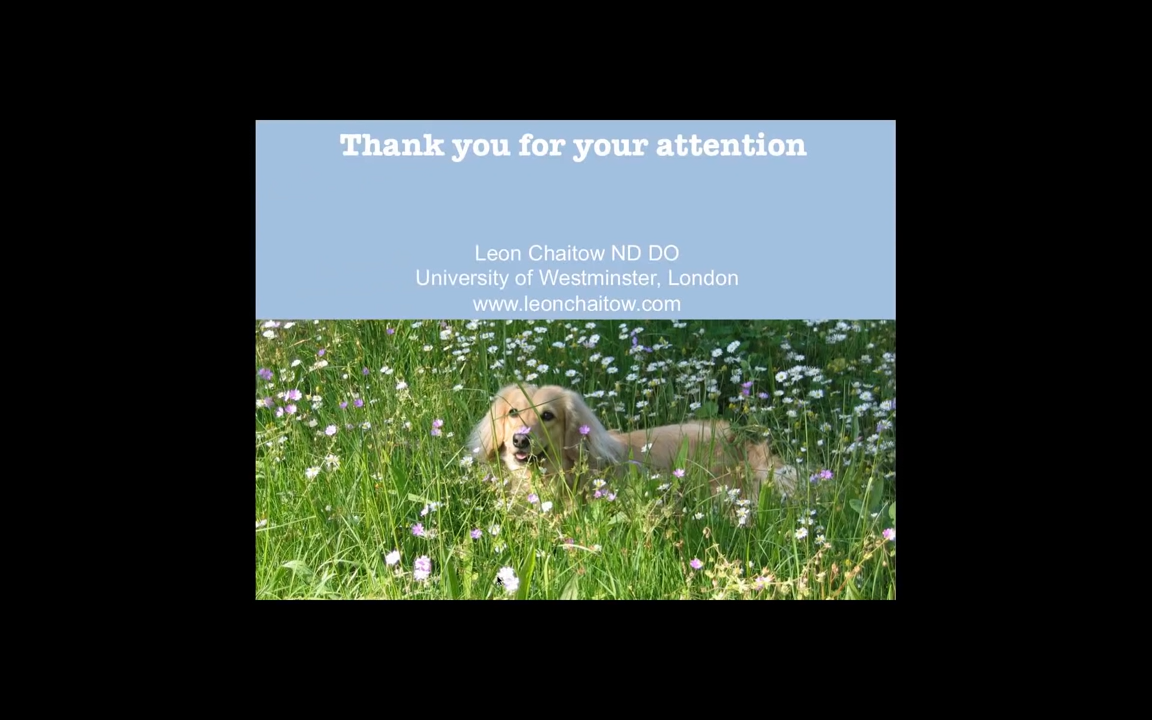 Thank you for your attention
Leon Chaitow ND DO
University of Westminster, London
www.leonchaitow.com